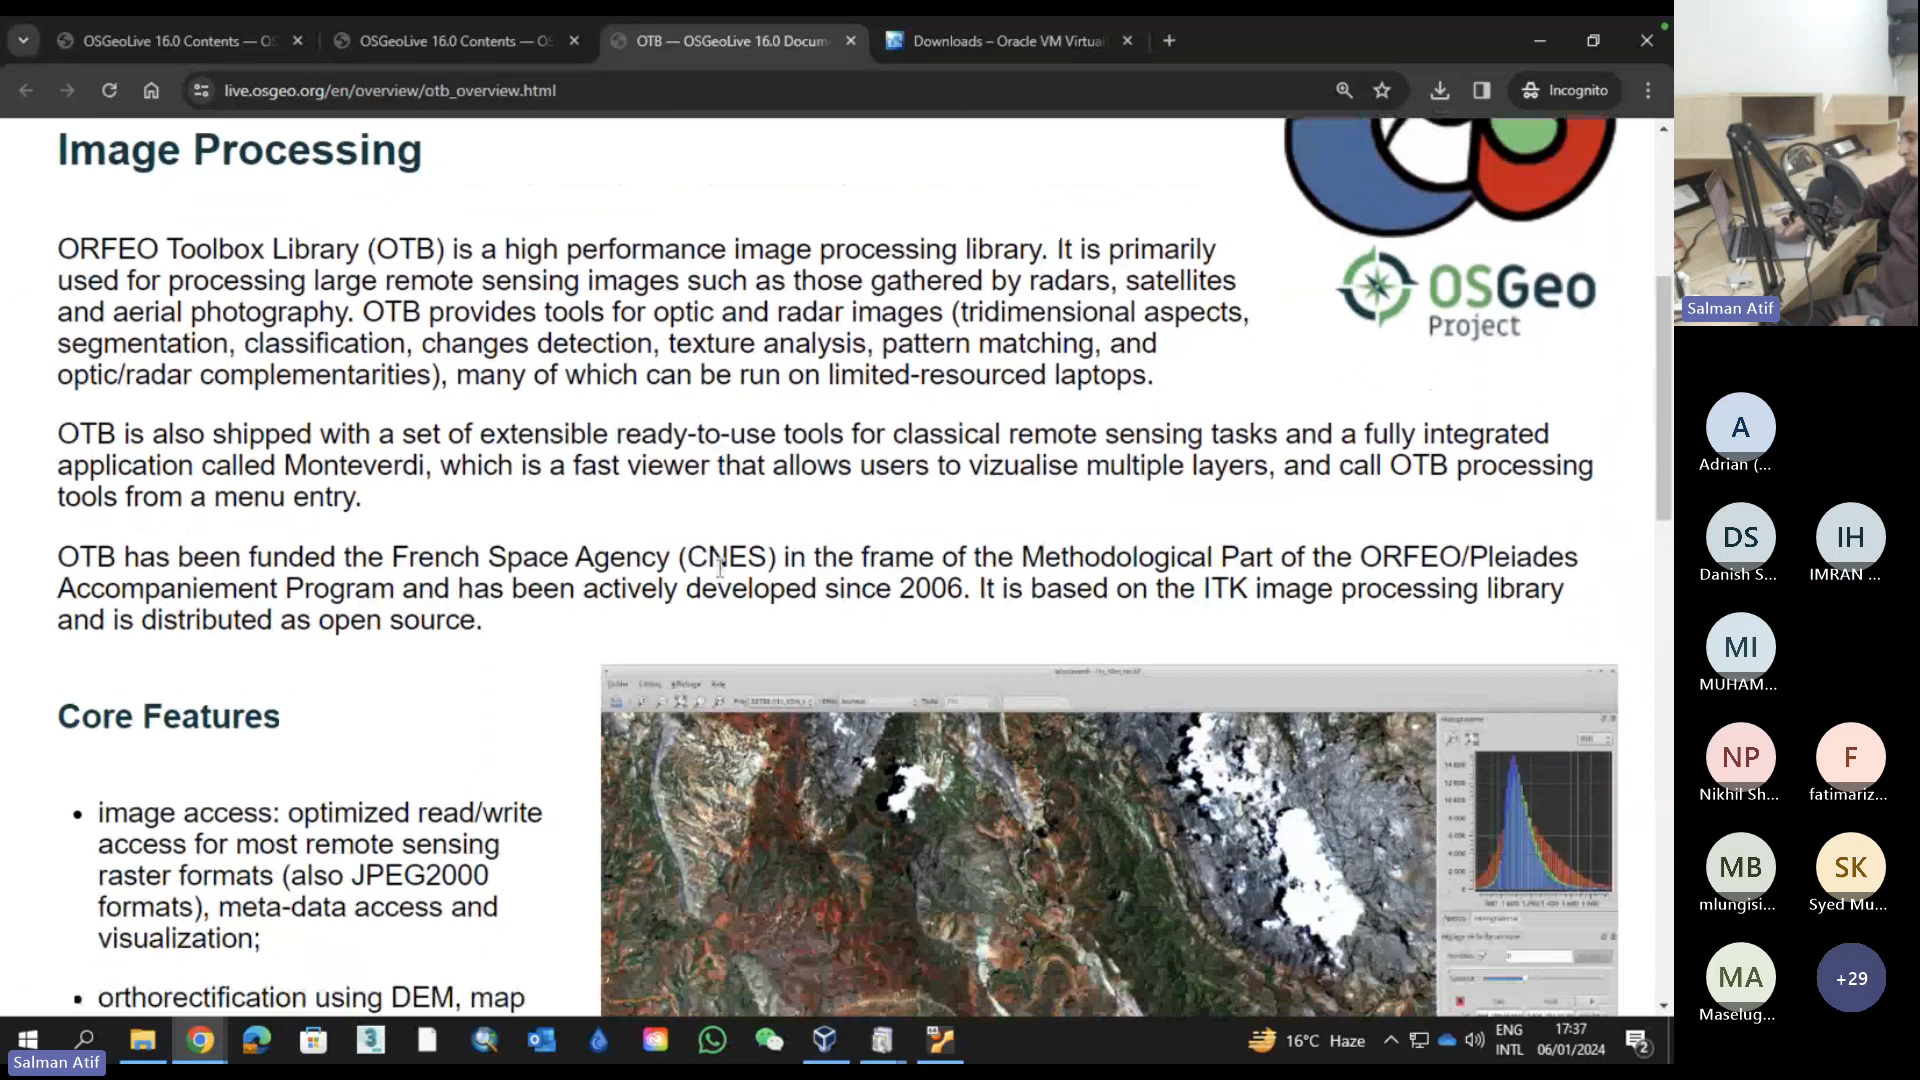 OSGeoLive 16.0 Contents — OS
OSGeoLive 16.0 Contents — OS
OTB — OSGeoLive 16.0 Docum
Downloads – Oracle VM Virtua
live.osgeo.org/en/overview/otb_overview.html
Incognito
Image Processing
ORFEO Toolbox Library (OTB) is a high performance image processing library. It is primarily
used for processing large remote sensing images such as those gathered by radars, satellites
and aerial photography. OTB provides tools for optic and radar images (tridimensional aspects,
segmentation, classification, changes detection, texture analysis, pattern matching, and
optic/radar complementarities), many of which can be run on limited-resourced laptops.
OSGeo
Project
OTB is also shipped with a set of extensible ready-to-use tools for classical remote sensing tasks and a fully integrated
application called Monteverdi, which is a fast viewer that allows users to vizualise multiple layers, and call OTB processing
tools from a menu entry.
OTB has been funded the French Space Agency (CNES) in the frame of the Methodological Part of the ORFEO/Pleiades
Accompaniement Program and has been actively developed since 2006. It is based on the ITK image processing library
and is distributed as open source.
Core Features
image access: optimized read/write
access for most remote sensing
raster formats (also JPEG2000
formats), meta-data access and
visualization;
orthorectification using DEM, map
Salman Atif
A
Adrian (...
DS
Danish S...
IH
IMRAN ...
MI
MUHAM...
NP
Nikhil Sh...
F
fatimariz...
MB
mlungisi...
SK
Syed Mu...
MA
Maselug...
+29
16°C Haze
ENG
INTL
17:37
06/01/2024
2
Salman Atif